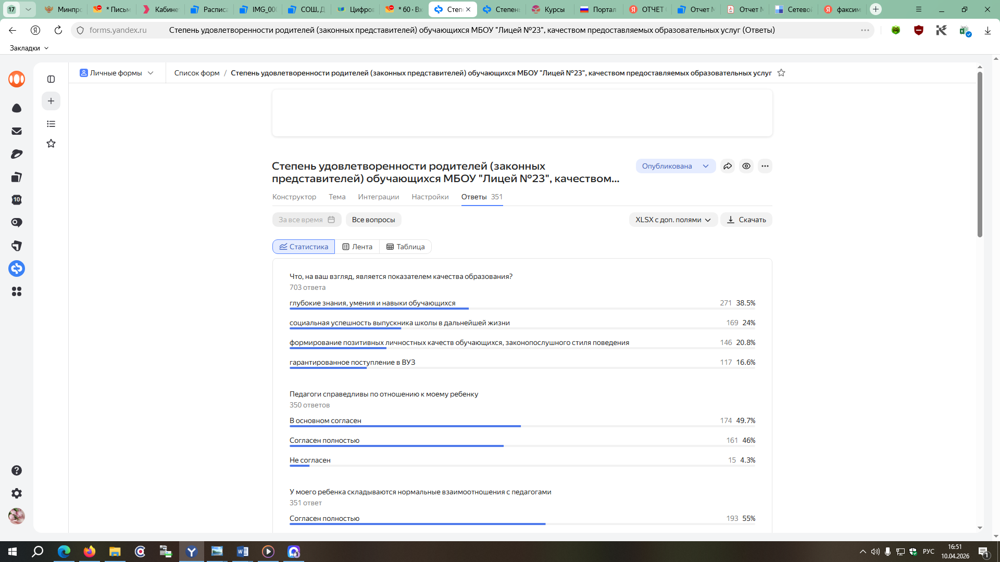 17
Минпро
* Письм
Кабине
Расписа
IMG_00
СОШ, Д
Цифров
* 60 · Вх
Степ
Степень
Курсы
Портал
ОТЧЕТ
Отчет М
Отчет М
Сетевой
факсим
forms.yandex.ru
Степень удовлетворенности родителей (законных представителей) обучающихся МБОУ "Лицей №23", качеством предоставляемых образовательных услуг (Ответы)
Закладки
Личные формы
Список форм / Степень удовлетворенности родителей (законных представителей) обучающихся МБОУ "Лицей №23", качеством предоставляемых образовательных услуг
10
Степень удовлетворенности родителей (законных
представителей) обучающихся МБОУ "Лицей №23", качеством...
Опубликована
Конструктор Тема Интеграции Настройки Ответы 351
За все время Все вопросы XLSX с доп. полями Скачать
Статистика Лента Таблица
Что, на ваш взгляд, является показателем качества образования?
703 ответа
глубокие знания, умения и навыки обучающихся 271 38.5%
социальная успешность выпускника школы в дальнейшей жизни 169 24%
формирование позитивных личностных качеств обучающихся, законопослушного стиля поведения 146 20.8%
гарантированное поступление в ВУЗ 117 16.6%
Педагоги справедливы по отношению к моему ребенку
350 ответов
В основном согласен 174 49.7%
Согласен полностью 161 46%
Не согласен 15 4.3%
У моего ребенка складываются нормальные взаимоотношения с педагогами
351 ответ
Согласен полностью 193 55%
РУС
16:51
10.04.2026
1